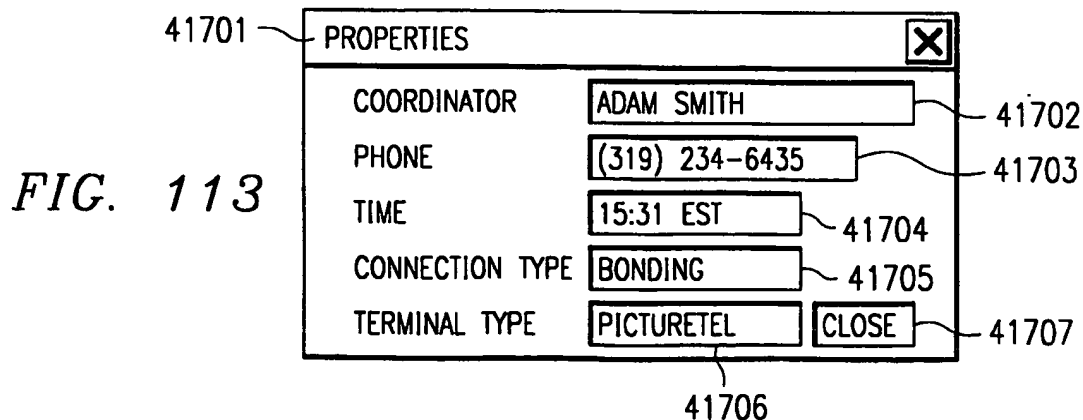 41701
PROPERTIES
COORDINATOR ADAM SMITH 41702
PHONE (319) 234-6435 41703
FIG. 113
TIME 15:31 EST 41704
CONNECTION TYPE BONDING 41705
TERMINAL TYPE PICTURETEL CLOSE 41707
41706